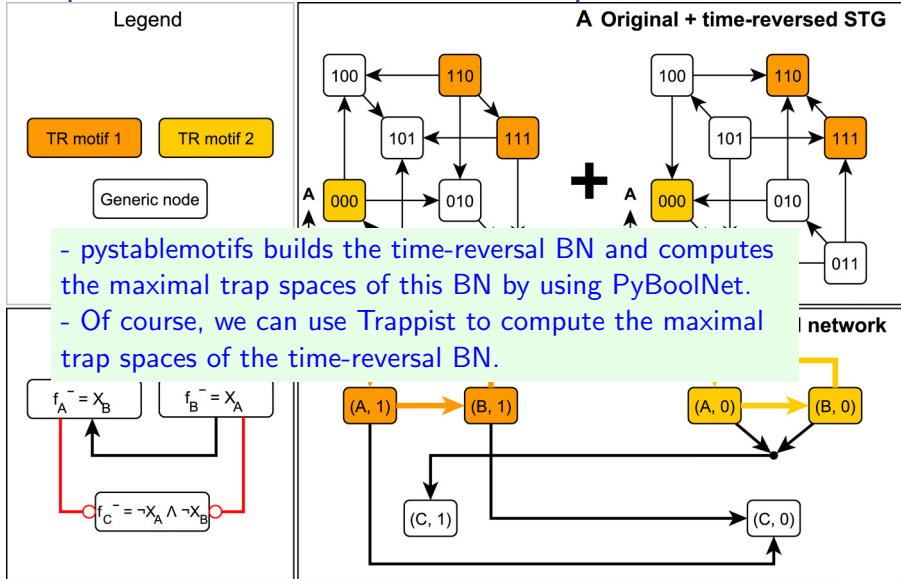 Legend
A Original + time-reversed STG
100
110
100
110
101
111
101
111
TR motif 1
TR motif 2
Generic node
A
000
010
+
A
000
010
011
- pystablemotifs builds the time-reversal BN and computes
the maximal trap spaces of this BN by using PyBoolNet.
- Of course, we can use Trappist to compute the maximal
trap spaces of the time-reversal BN.
network
f_A^- = X_B
f_B^- = X_A
(A, 1)
(B, 1)
(A, 0)
(B, 0)
f_C^- = ¬X_A Λ ¬X_B
(C, 1)
(C, 0)